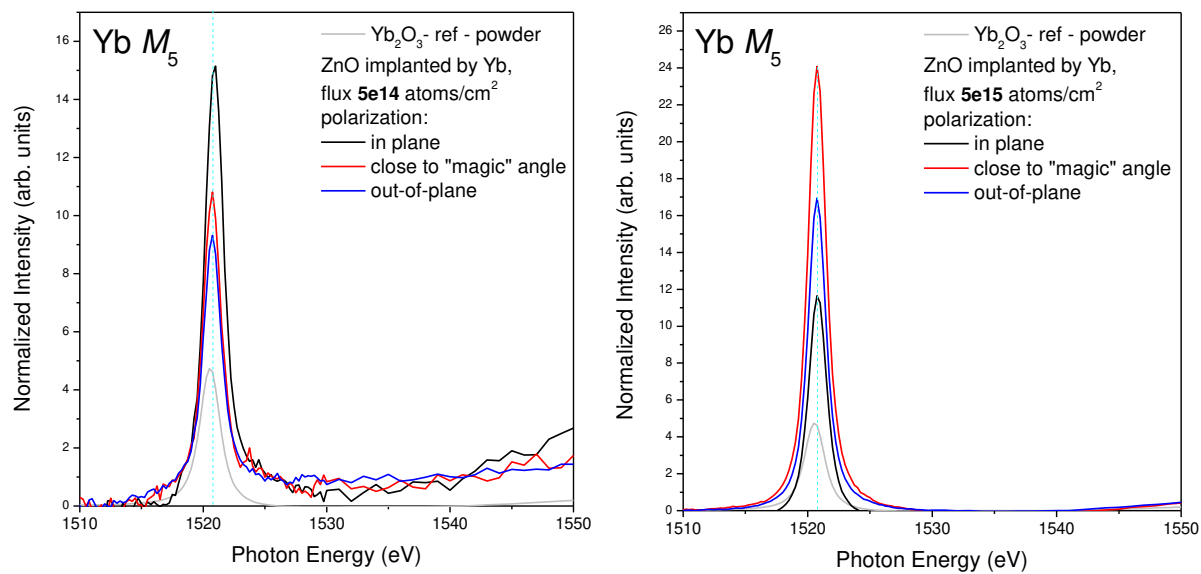 Yb M5
Yb2O3- ref - powder
ZnO implanted by Yb,
flux 5e14 atoms/cm2
polarization:
in plane
close to "magic" angle
out-of-plane
16
14
12
10
8
6
4
2
0
1510 1520 1530 1540 1550
Normalized Intensity (arb. units)
Photon Energy (eV)
Yb M5
Yb2O3- ref - powder
ZnO implanted by Yb,
flux 5e15 atoms/cm2
polarization:
in plane
close to "magic" angle
out-of-plane
26
24
22
20
18
16
14
12
10
8
6
4
2
0
1510 1520 1530 1540 1550
Normalized Intensity (arb. units)
Photon Energy (eV)